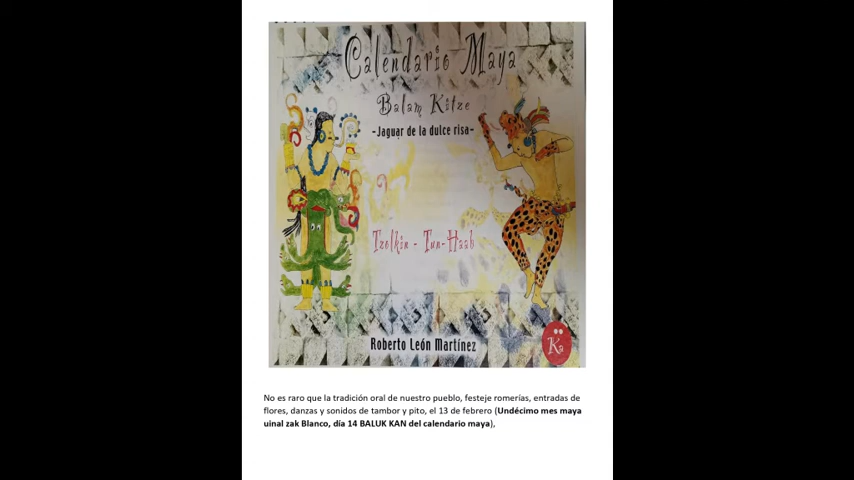 Calendario Maya
Balam Kitze
-Jaguar de la dulce risa-
Tzolkin - Tun-Haab
Roberto León Martínez
Kä
No es raro que la tradición oral de nuestro pueblo, festeje romerías, entradas de
flores, danzas y sonidos de tambor y pito, el 13 de febrero (Undécimo mes maya
uinal zak Blanco, día 14 BALUK KAN del calendario maya),